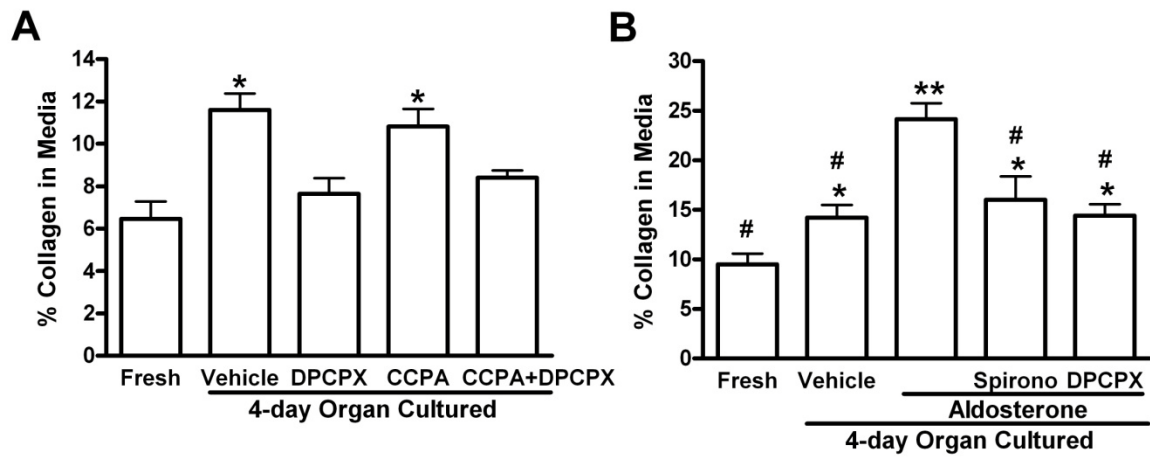 A
% Collagen in Media
14
12
10
8
6
4
2
0
*
*
Fresh Vehicle DPCPX CCPA CCPA+DPCPX
4-day Organ Cultured
B
% Collagen in Media
30
25
20
15
10
5
0
#
#
*
**
#
*
#
*
Fresh Vehicle Spirono DPCPX
Aldosterone
4-day Organ Cultured